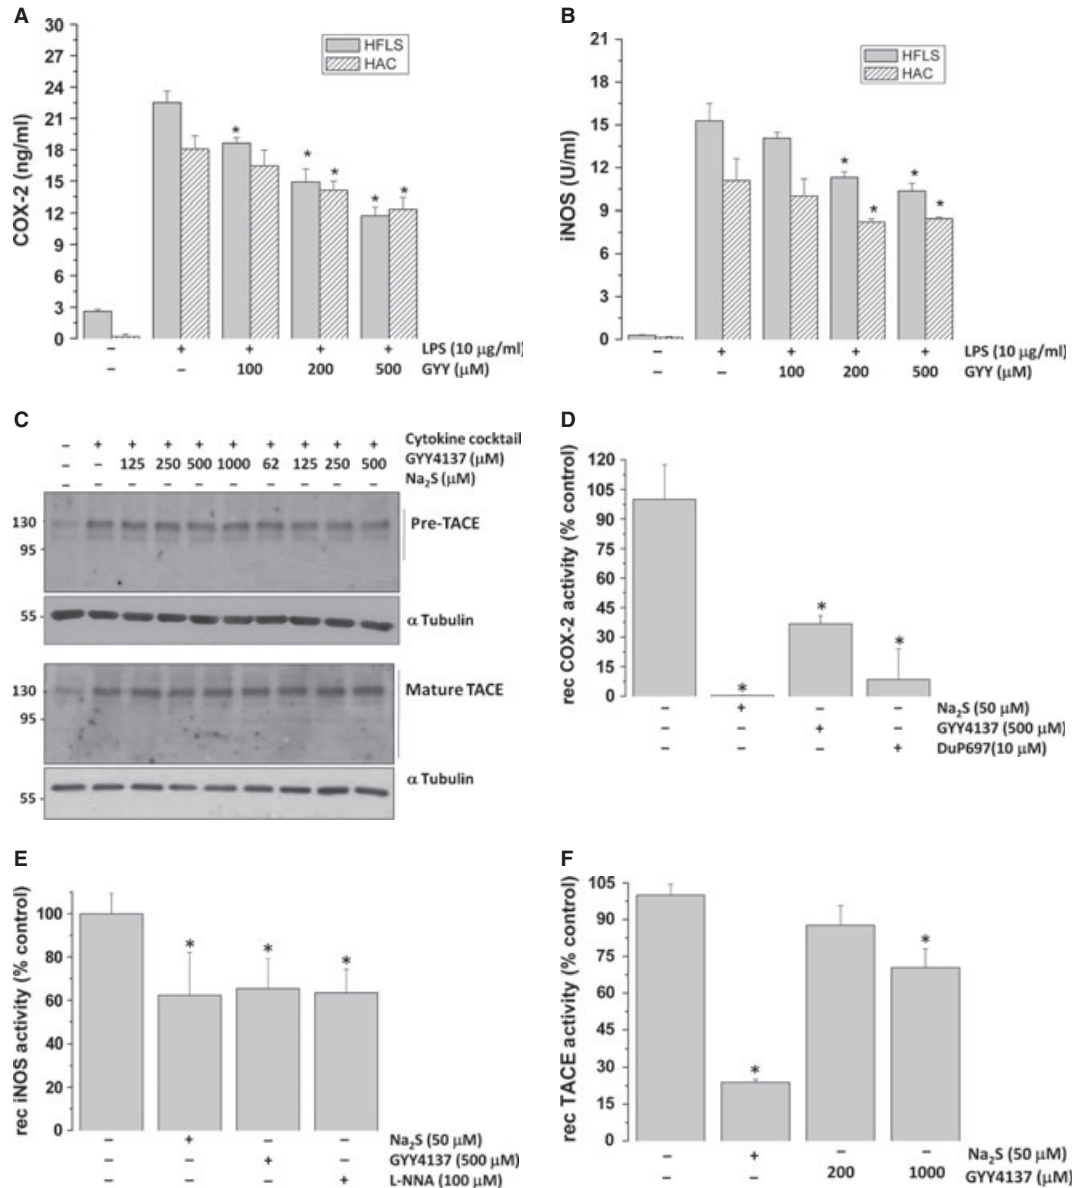 A
COX-2 (ng/ml)
30
27
24
21
18
15
12
9
6
3
0
HFLS
HAC
*
* *
* *
– + + + + LPS (10 µg/ml)
– – 100 200 500 GYY (µM)
B
iNOS (U/ml)
21
18
15
12
9
6
3
0
HFLS
HAC
* *
* *
– + + + + LPS (10 µg/ml)
– – 100 200 500 GYY (µM)
C
– + + + + + + + + + Cytokine cocktail
– – 125 250 500 1000 62 125 250 500 GYY4137 (µM)
Na₂S (µM)
130
95
Pre-TACE
55
α Tubulin
130
95
Mature TACE
55
α Tubulin
D
rec COX-2 activity (% control)
120
105
90
75
60
45
30
15
0
* * *
– + – – Na₂S (50 µM)
– – + – GYY4137 (500 µM)
– – – + DuP697(10 µM)
E
rec iNOS activity (% control)
100
80
60
40
20
0
* * *
– + – – Na₂S (50 µM)
– – + – GYY4137 (500 µM)
– – – + L-NNA (100 µM)
F
rec TACE activity (% control)
105
90
75
60
45
30
15
0
* *
– + – – Na₂S (50 µM)
– – 200 1000 GYY4137 (µM)